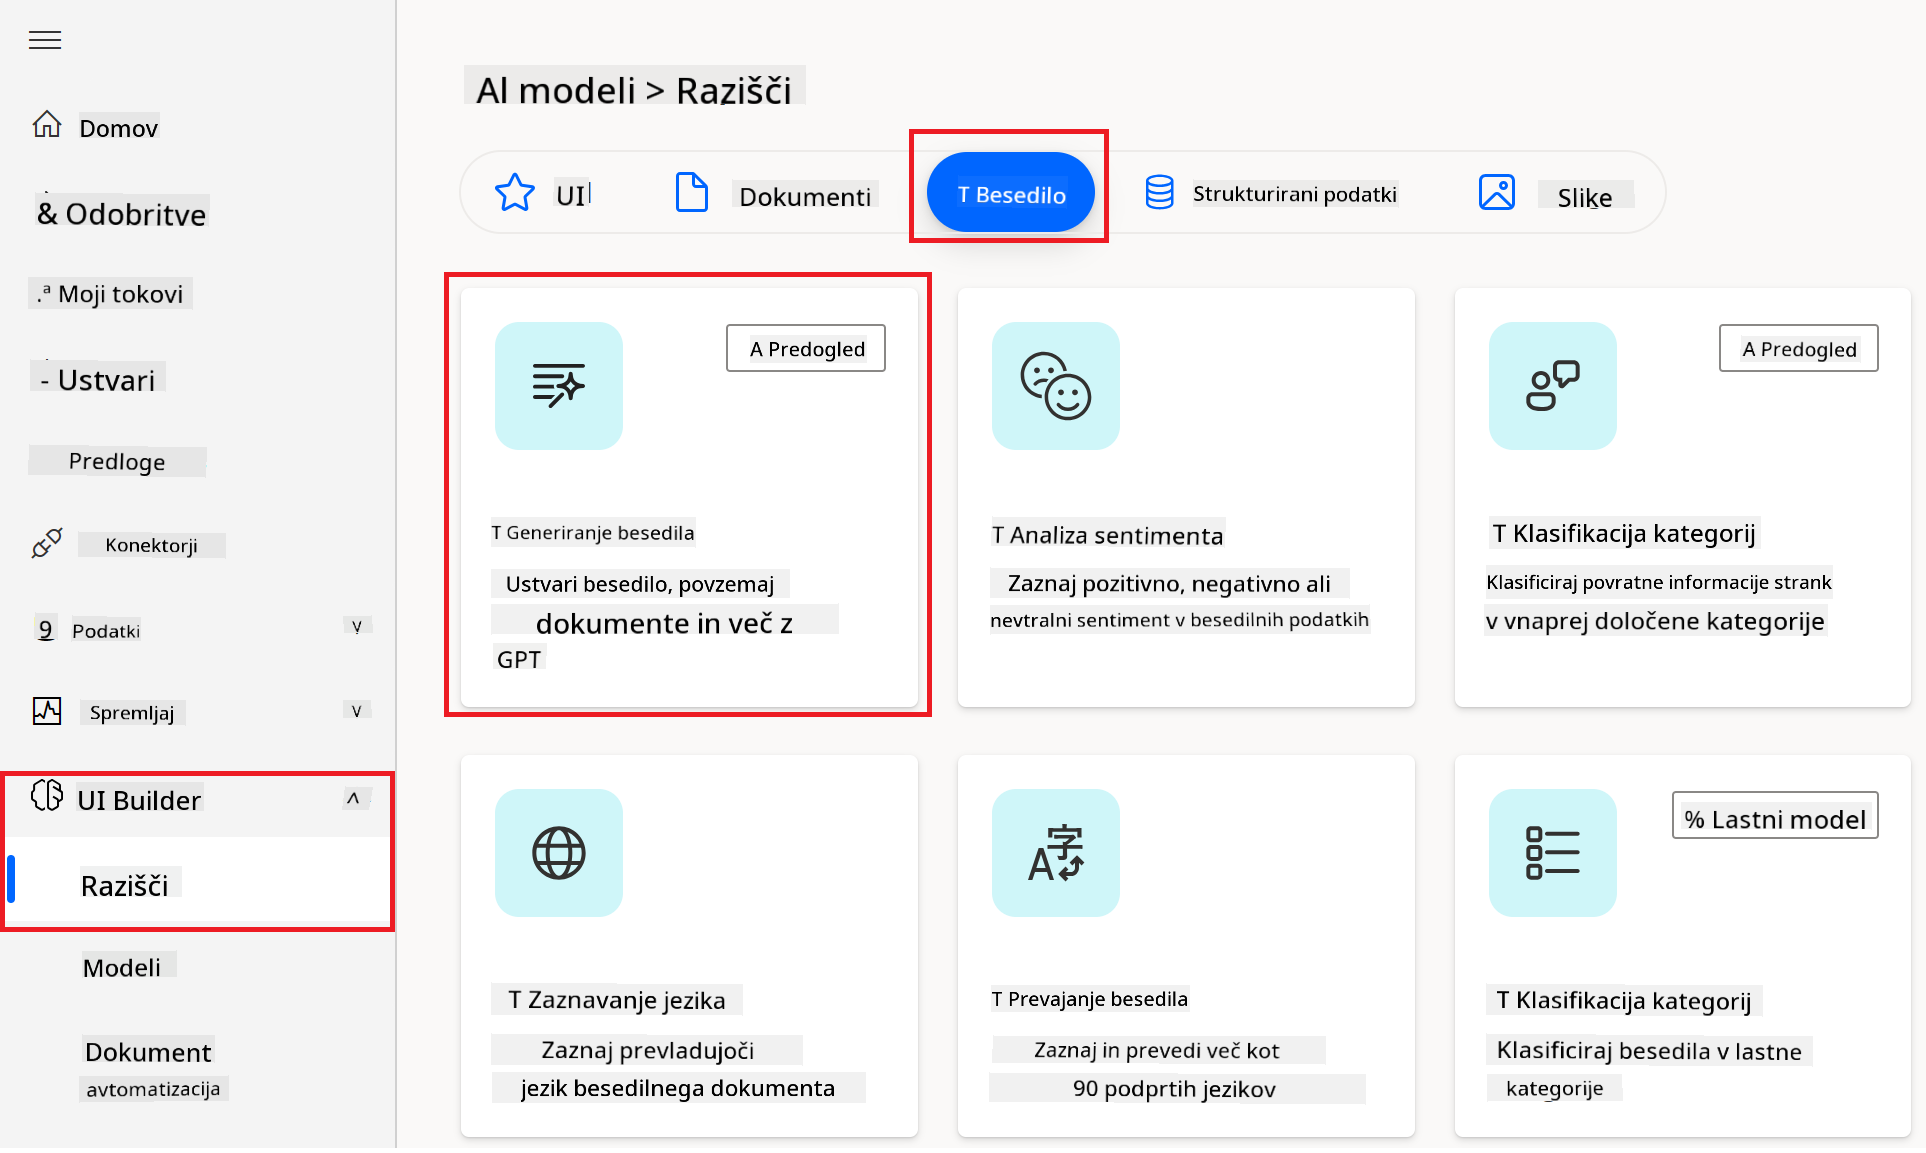 Domov
& Odobritve
.ª Moji tokovi
- Ustvari
Predloge
Konektorji
9 Podatki
Spremljaj
UI Builder
Razišči
Modeli
Dokument
avtomatizacija
AI modeli > Razišči
UI
Dokumenti
T Besedilo
Strukturirani podatki
Slike
A Predogled
T Generiranje besedila
Ustvari besedilo, povzemaj
dokumente in več z
GPT
T Analiza sentimenta
Zaznaj pozitivno, negativno ali
nevtralni sentiment v besedilnih podatkih
A Predogled
T Klasifikacija kategorij
Klasificiraj povratne informacije strank
v vnaprej določene kategorije
T Zaznavanje jezika
Zaznaj prevladujoči
jezik besedilnega dokumenta
T Prevajanje besedila
Zaznaj in prevedi več kot
90 podprtih jezikov
% Lastni model
T Klasifikacija kategorij
Klasificiraj besedila v lastne
kategorije